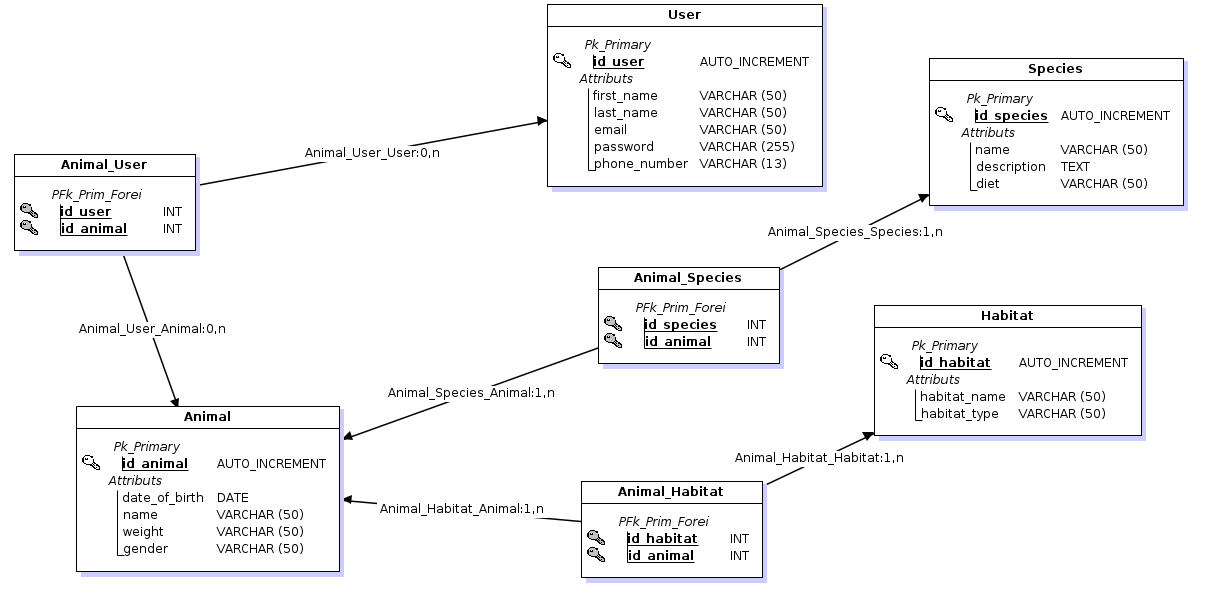 User
Pk_Primary
id_user AUTO_INCREMENT
Attributs
first_name VARCHAR (50)
last_name VARCHAR (50)
email VARCHAR (50)
password VARCHAR (255)
phone_number VARCHAR (13)
Species
Pk_Primary
id_species AUTO_INCREMENT
Attributs
name VARCHAR (50)
description TEXT
diet VARCHAR (50)
Animal_User_User:0,n
Animal_User
PFk_Prim_Forei
id_user INT
id_animal INT
Animal_Species_Species:1,n
Animal_Species
PFk_Prim_Forei
id_species INT
id_animal INT
Habitat
Pk_Primary
id_habitat AUTO_INCREMENT
Attributs
habitat_name VARCHAR (50)
habitat_type VARCHAR (50)
Animal_User_Animal:0,n
Animal_Species_Animal:1,n
Animal
Pk_Primary
id_animal AUTO_INCREMENT
Attributs
date_of_birth DATE
name VARCHAR (50)
weight VARCHAR (50)
gender VARCHAR (50)
Animal_Habitat_Habitat:1,n
Animal_Habitat_Animal:1,n
Animal_Habitat
PFk_Prim_Forei
id_habitat INT
id_animal INT